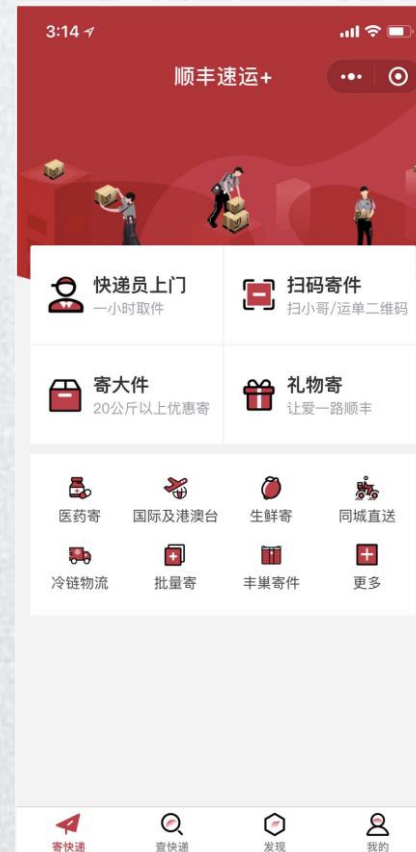 3:14
顺丰速运+
快递员上门
一小时取件
扫码寄件
扫小哥/运单二维码
寄大件
20公斤以上优惠寄
礼物寄
让爱一路顺丰
医药寄 国际及港澳台 生鲜寄 同城直送
冷链物流 批量寄 丰巢寄件 更多
寄快递 查快递 发现 我的